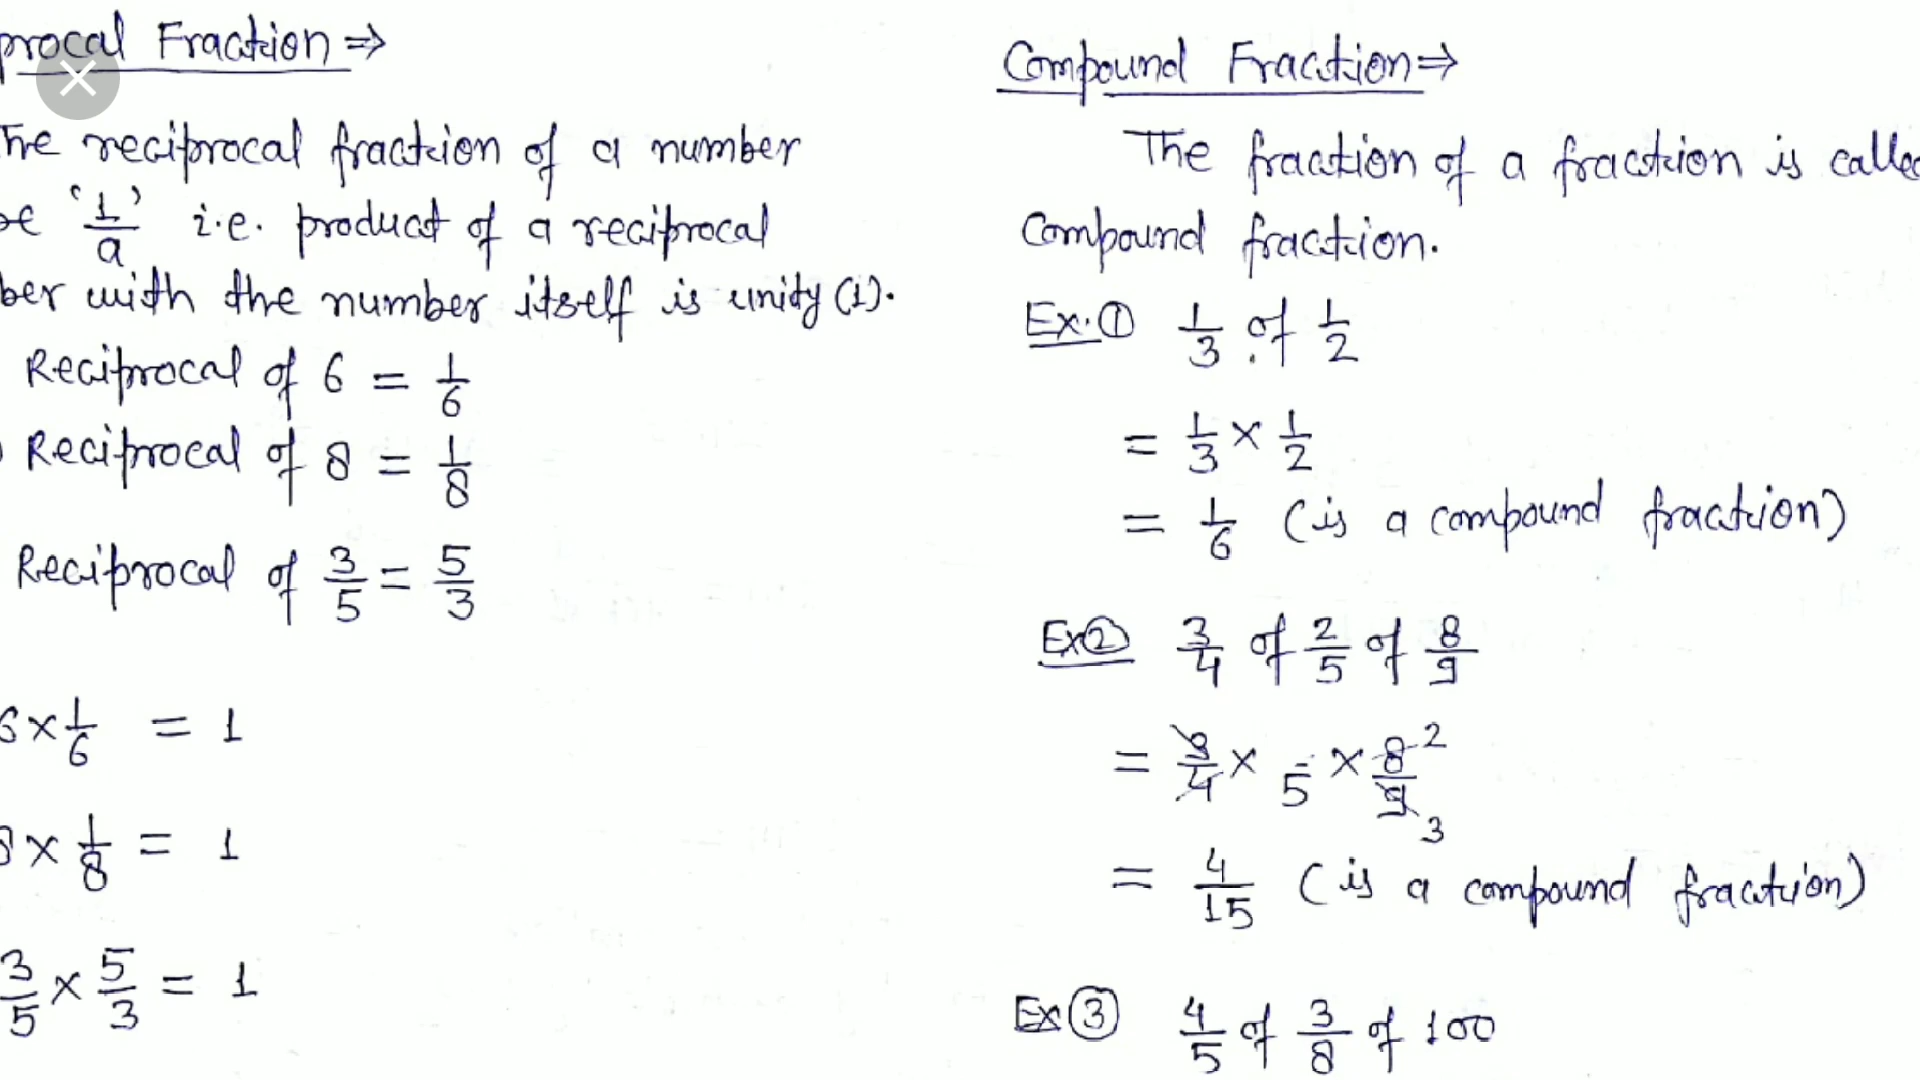 procal Fraction ⇒
The reciprocal fraction of a number
be '1/a' i.e. product of a reciprocal
ber with the number itself is unity (1).
Reciprocal of 6 = 1/6
Reciprocal of 8 = 1/8
Reciprocal of 3/5 = 5/3
6 × 1/6 = 1
8 × 1/8 = 1
3/5 × 5/3 = 1
Compound Fraction ⇒
The fraction of a fraction is called
Compound fraction.
Ex. ① 1/3 of 1/2
= 1/3 × 1/2
= 1/6 (is a compound fraction)
Ex ② 3/4 of 2/5 of 8/9
= 3/4 × 5 × 8/9 2 3
= 4/15 (is a compound fraction)
Ex ③ 4/5 of 3/8 of 100